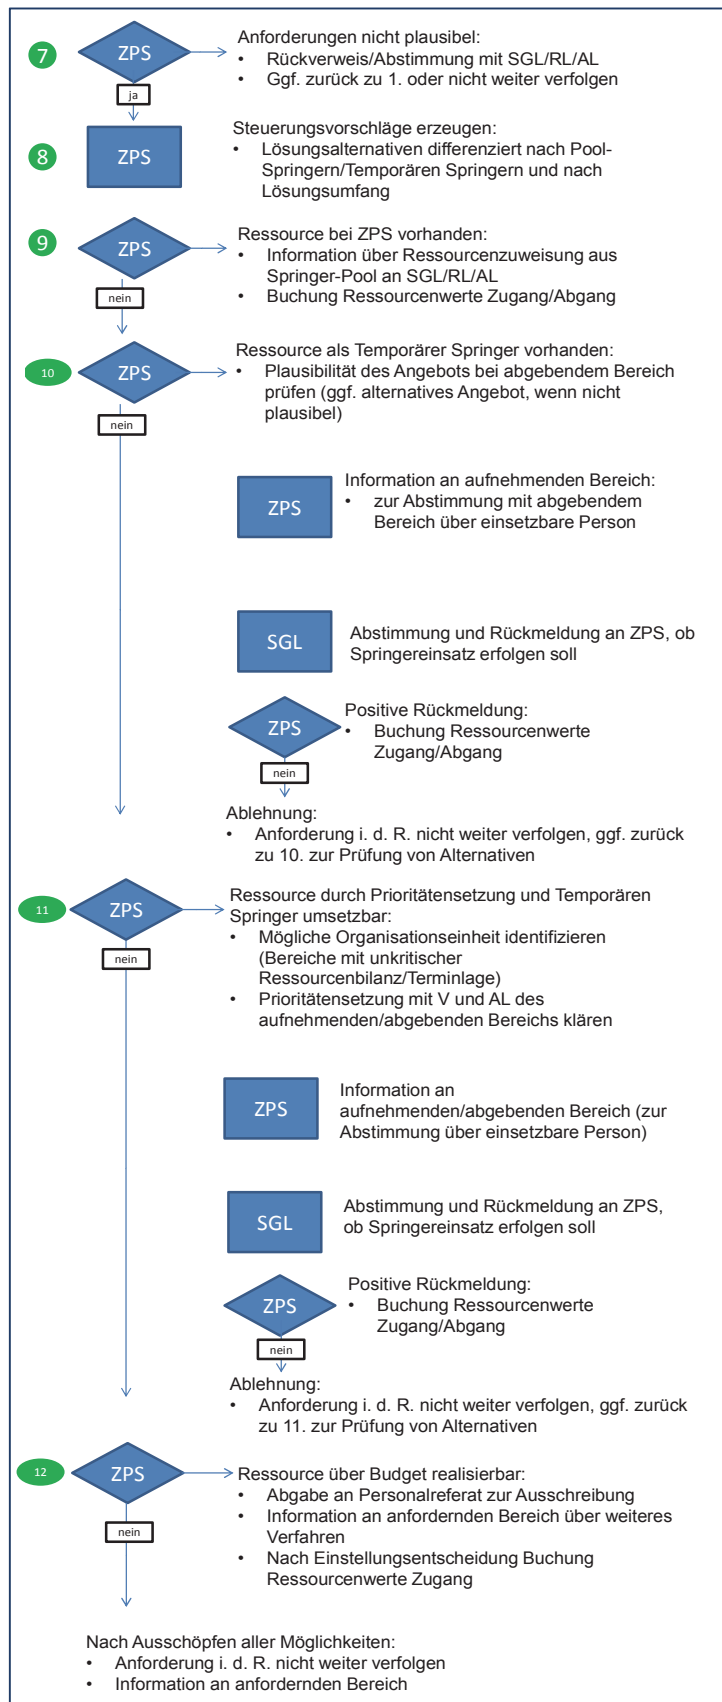 7
ZPS
Anforderungen nicht plausibel:
• Rückverweis/Abstimmung mit SGL/RL/AL
• Ggf. zurück zu 1. oder nicht weiter verfolgen
ja
8
ZPS
Steuerungsvorschläge erzeugen:
• Lösungsalternativen differenziert nach Pool-
Springern/Temporären Springern und nach
Lösungsumfang
9
ZPS
Ressource bei ZPS vorhanden:
• Information über Ressourcenzuweisung aus
Springer-Pool an SGL/RL/AL
• Buchung Ressourcenwerte Zugang/Abgang
nein
10
ZPS
Ressource als Temporärer Springer vorhanden:
• Plausibilität des Angebots bei abgebendem Bereich
prüfen (ggf. alternatives Angebot, wenn nicht
plausibel)
nein
ZPS
Information an aufnehmenden Bereich:
• zur Abstimmung mit abgebendem
Bereich über einsetzbare Person
SGL
Abstimmung und Rückmeldung an ZPS, ob
Springereinsatz erfolgen soll
ZPS
Positive Rückmeldung:
• Buchung Ressourcenwerte
Zugang/Abgang
nein
Ablehnung:
• Anforderung i. d. R. nicht weiter verfolgen, ggf. zurück
zu 10. zur Prüfung von Alternativen
11
ZPS
Ressource durch Prioritätensetzung und Temporären
Springer umsetzbar:
• Mögliche Organisationseinheit identifizieren
(Bereiche mit unkritischer
Ressourcenbilanz/Terminlage)
• Prioritätensetzung mit V und AL des
aufnehmenden/abgebenden Bereichs klären
nein
ZPS
Information an
aufnehmenden/abgebenden Bereich (zur
Abstimmung über einsetzbare Person)
SGL
Abstimmung und Rückmeldung an ZPS,
ob Springereinsatz erfolgen soll
ZPS
Positive Rückmeldung:
• Buchung Ressourcenwerte
Zugang/Abgang
nein
Ablehnung:
• Anforderung i. d. R. nicht weiter verfolgen, ggf. zurück
zu 11. zur Prüfung von Alternativen
12
ZPS
Ressource über Budget realisierbar:
• Abgabe an Personalreferat zur Ausschreibung
• Information an anfordernden Bereich über weiteres
Verfahren
• Nach Einstellungsentscheidung Buchung
Ressourcenwerte Zugang
nein
Nach Ausschöpfen aller Möglichkeiten:
• Anforderung i. d. R. nicht weiter verfolgen
• Information an anfordernden Bereich